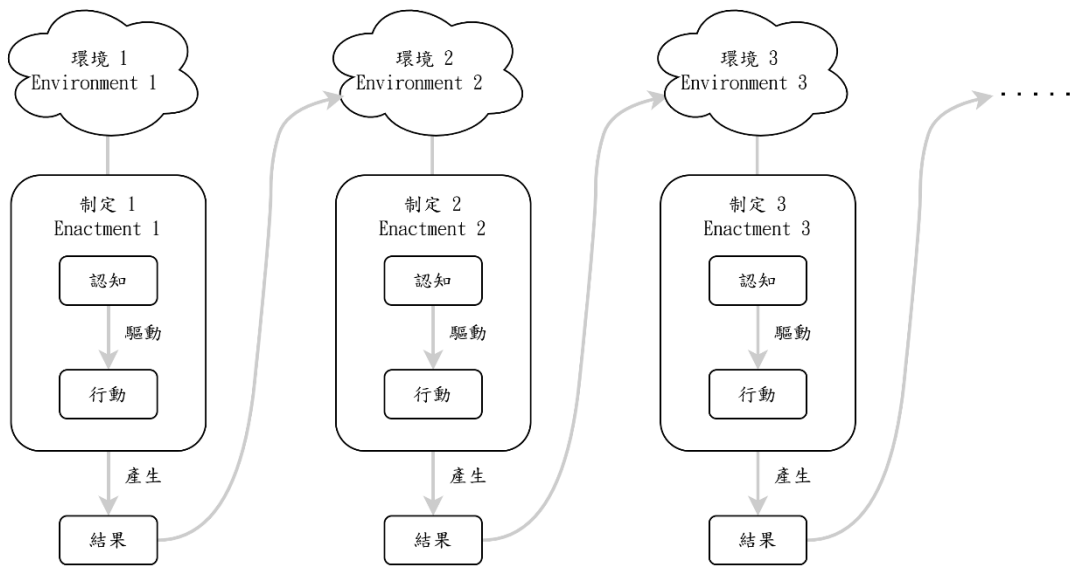 環境 1
Environment 1
制定 1
Enactment 1
認知
驅動
行動
產生
結果
環境 2
Environment 2
制定 2
Enactment 2
認知
驅動
行動
產生
結果
環境 3
Environment 3
制定 3
Enactment 3
認知
驅動
行動
產生
結果
.....